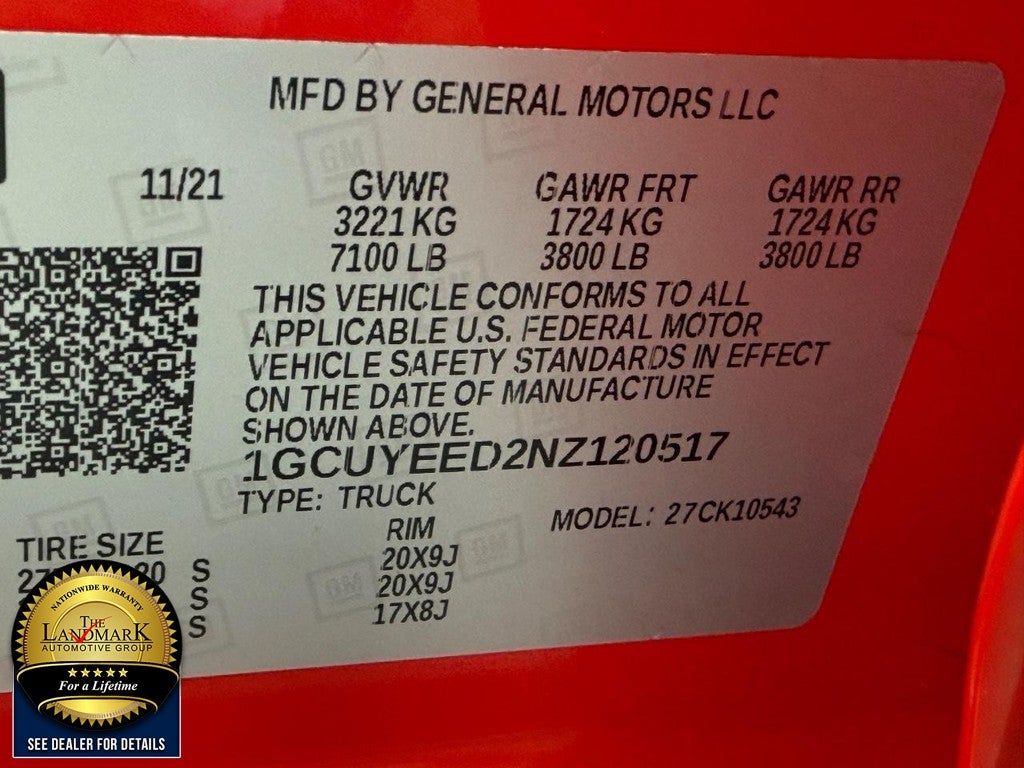 MFD BY GENERAL MOTORS LLC
11/21 GVWR GAWR FRT GAWR RR
3221 KG 1724 KG 1724 KG
7100 LB 3800 LB 3800 LB
THIS VEHICLE CONFORMS TO ALL
APPLICABLE U.S. FEDERAL MOTOR
VEHICLE SAFETY STANDARDS IN EFFECT
ON THE DATE OF MANUFACTURE
SHOWN ABOVE.
1GCUYEED2NZ120517
TYPE: TRUCK
MODEL: 27CK10543
TIRE SIZE RIM
S 20X9J
S 20X9J
S 17X8J
NATIONWIDE WARRANTY
THE
LANDMARK
AUTOMOTIVE GROUP
For a Lifetime
SEE DEALER FOR DETAILS